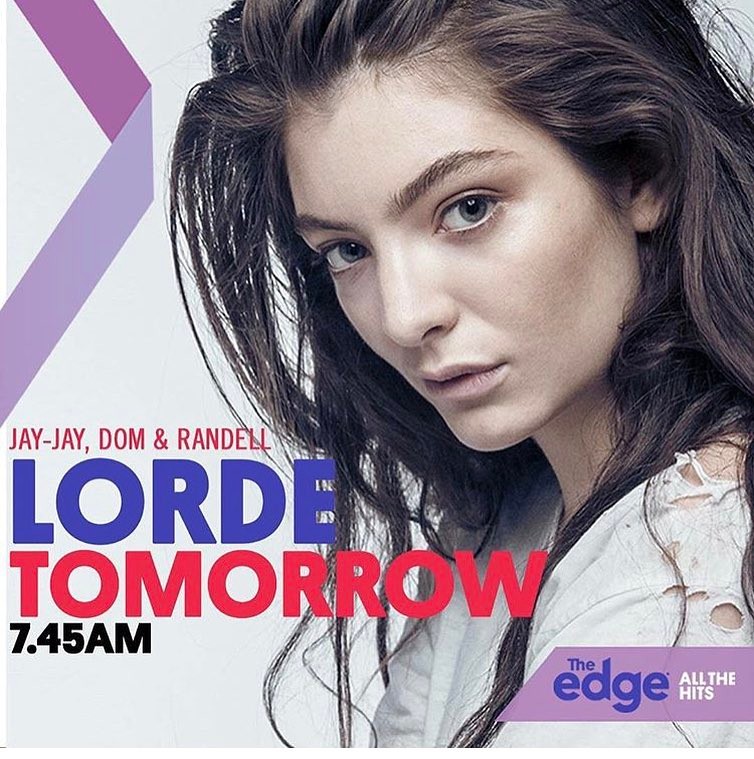 JAY-JAY, DOM & RANDELL
LORDE
TOMORROW
7.45AM
The
edge
ALL THE
HITS